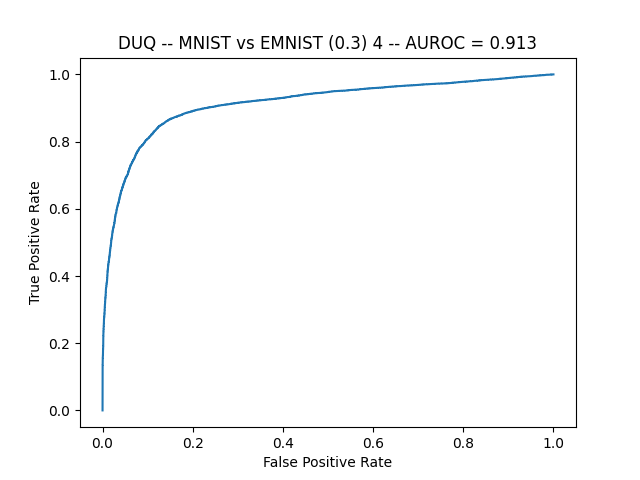 DUQ -- MNIST vs EMNIST (0.3) 4 -- AUROC = 0.913
True Positive Rate
1.0
0.8
0.6
0.4
0.2
0.0
0.0 0.2 0.4 0.6 0.8 1.0
False Positive Rate